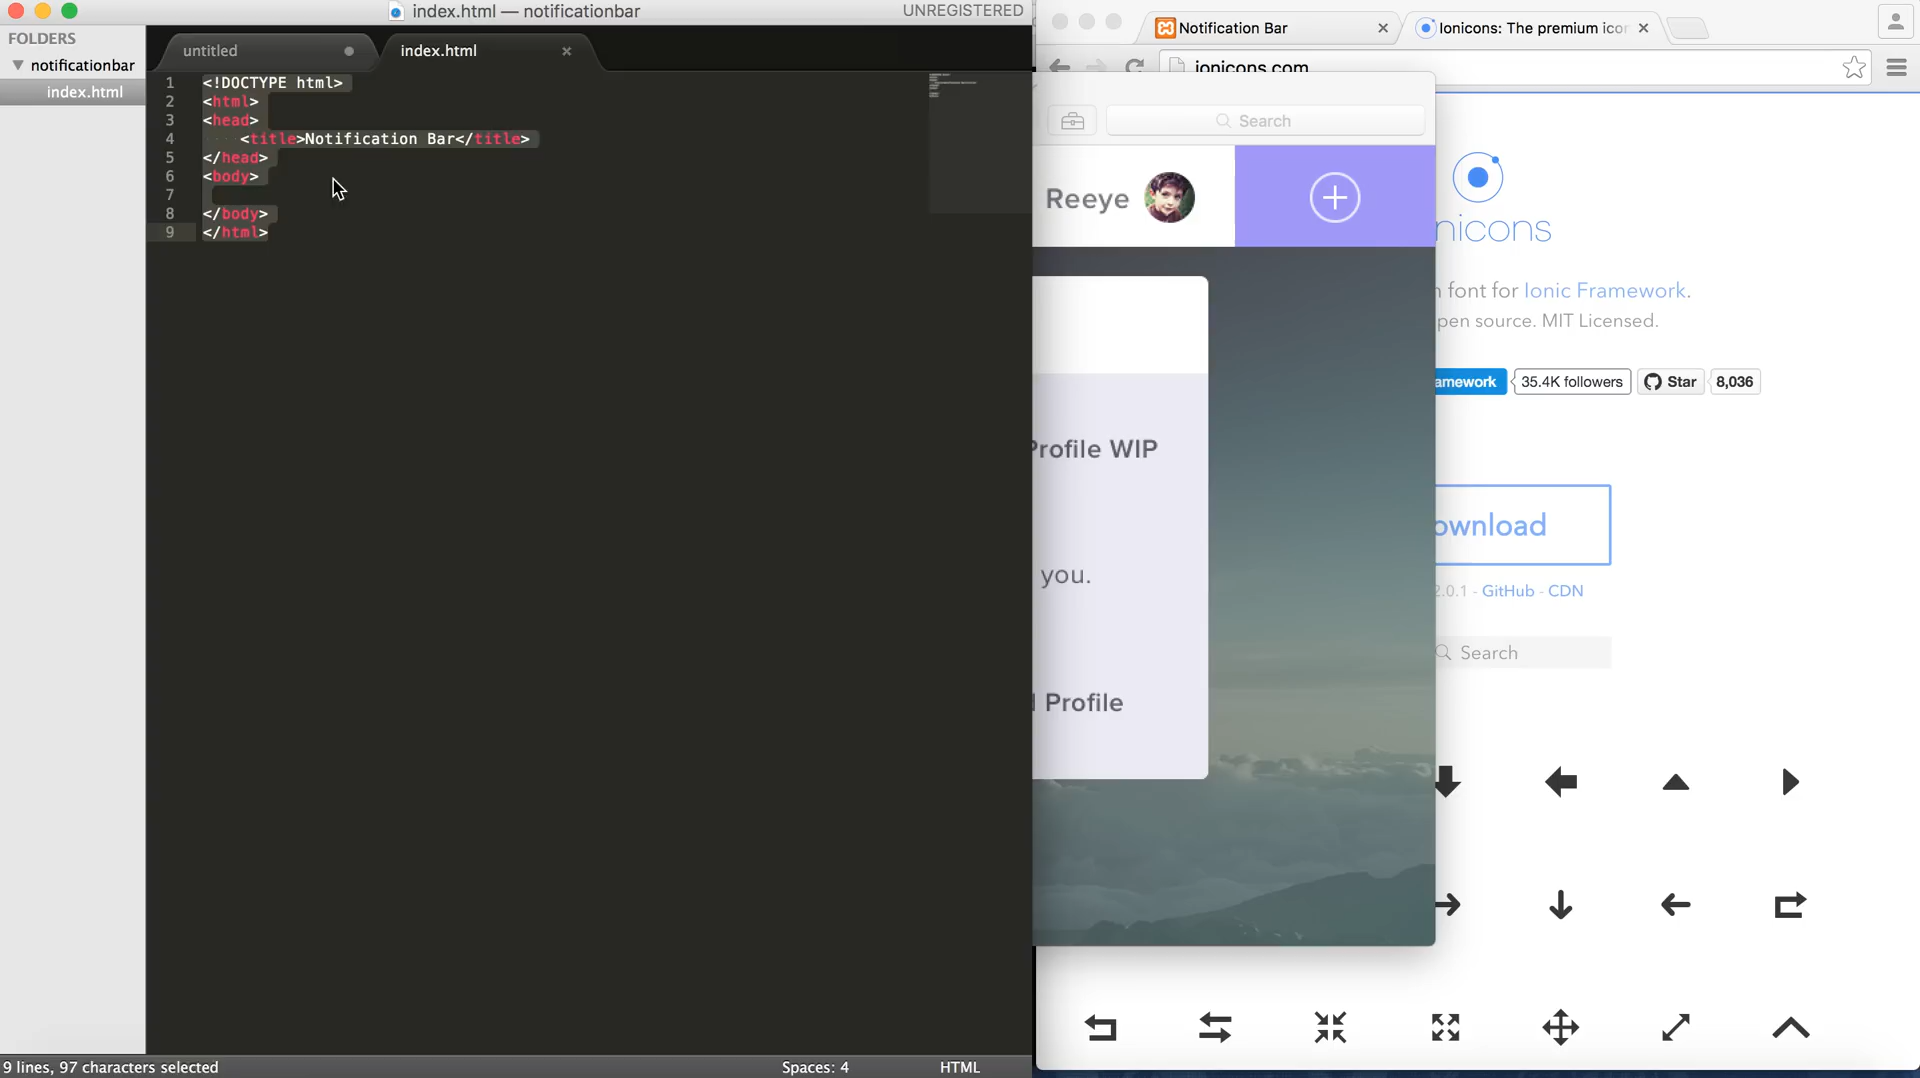 index.html — notificationbar
UNREGISTERED
FOLDERS
notificationbar
index.html
untitled
index.html
1 <!DOCTYPE html>
2 <html>
3 <head>
4 <title>Notification Bar</title>
5 </head>
6 <body>
7
8 </body>
9 </html>
9 lines, 97 characters selected
Spaces: 4
HTML
Notification Bar
Ionicons: The premium ico
ionicons.com
Search
Reeye
Profile WIP
you.
Profile
nicons
font for Ionic Framework.
pen source. MIT Licensed.
amework
35.4K followers
Star
8,036
ownload
2.0.1 - GitHub - CDN
Search